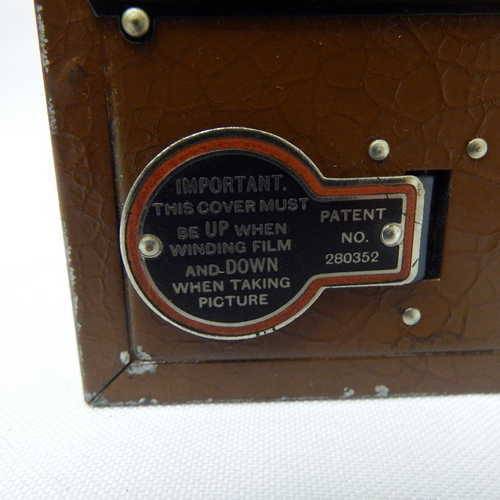 IMPORTANT.
THIS COVER MUST
BE UP WHEN
WINDING FILM
AND-DOWN
WHEN TAKING
PICTURE
PATENT
NO.
280352